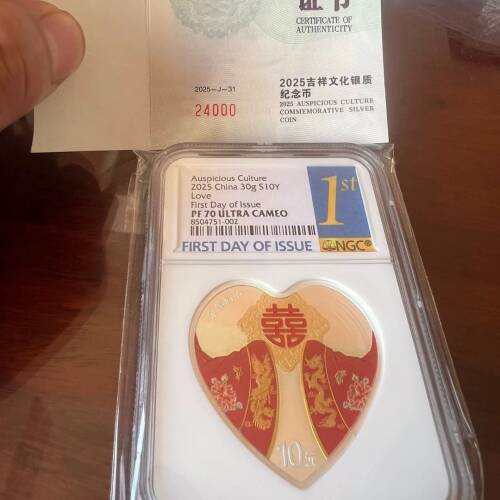 证书
CERTIFICATE OF
AUTHENTICITY
2025-J-31
24000
2025吉祥文化银质
纪念币
2025 AUSPICIOUS CULTURE
COMMEMORATIVE SILVER
COIN
Auspicious Culture
2025 China 30g S10Y
Love
First Day of Issue
PF 70 ULTRA CAMEO
8504751-002
1st
FIRST DAY OF ISSUE
NGC®
囍
10元